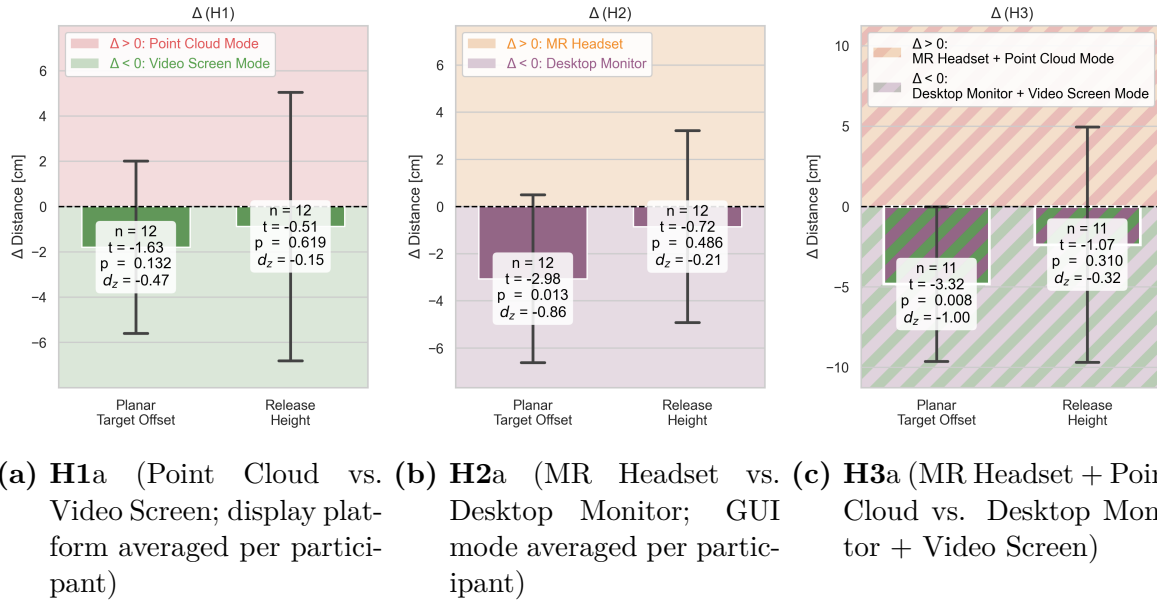 Δ (H1)
Δ > 0: Point Cloud Mode
Δ < 0: Video Screen Mode
Δ Distance [cm]
6
4
2
0
−2
−4
−6
n = 12
t = -1.63
p = 0.132
dz = -0.47
n = 12
t = -0.51
p = 0.619
dz = -0.15
Planar
Target Offset
Release
Height
Δ (H2)
Δ > 0: MR Headset
Δ < 0: Desktop Monitor
Δ Distance [cm]
6
4
2
0
−2
−4
−6
n = 12
t = -2.98
p = 0.013
dz = -0.86
n = 12
t = -0.72
p = 0.486
dz = -0.21
Planar
Target Offset
Release
Height
Δ (H3)
Δ > 0:
MR Headset + Point Cloud Mode
Δ < 0:
Desktop Monitor + Video Screen Mode
Δ Distance [cm]
10
5
0
−5
−10
n = 11
t = -3.32
p = 0.008
dz = -1.00
n = 11
t = -1.07
p = 0.310
dz = -0.32
Planar
Target Offset
Release
Height
a) H1a (Point Cloud vs.
Video Screen; display plat-
form averaged per partici-
pant)
(b) H2a (MR Headset vs.
Desktop Monitor; GUI
mode averaged per partic-
ipant)
(c) H3a (MR Headset + Poin
Cloud vs. Desktop Mon
tor + Video Screen)